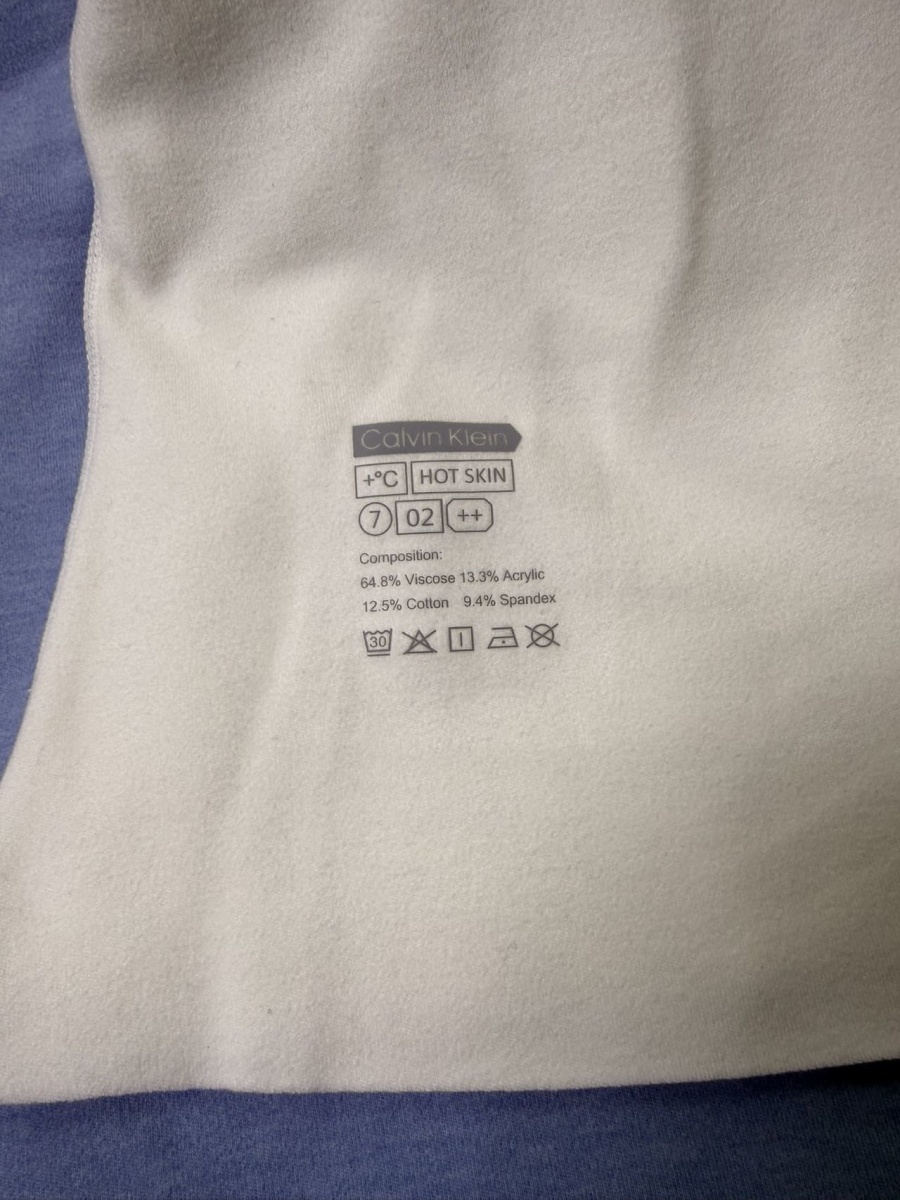 Calvin Klein
+°C HOT SKIN
7 02 ++
Composition:
64.8% Viscose 13.3% Acrylic
12.5% Cotton 9.4% Spandex
30